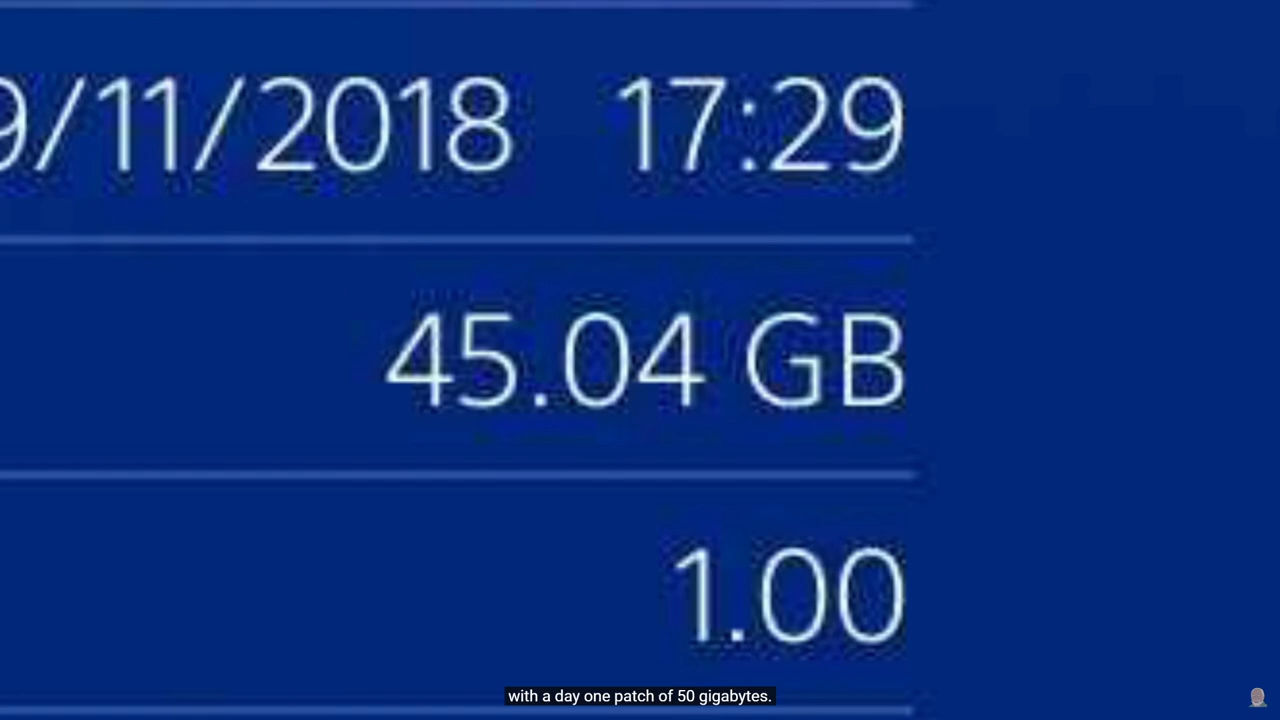 9/11/2018 17:29
45.04 GB
1.00
with a day one patch of 50 gigabytes.